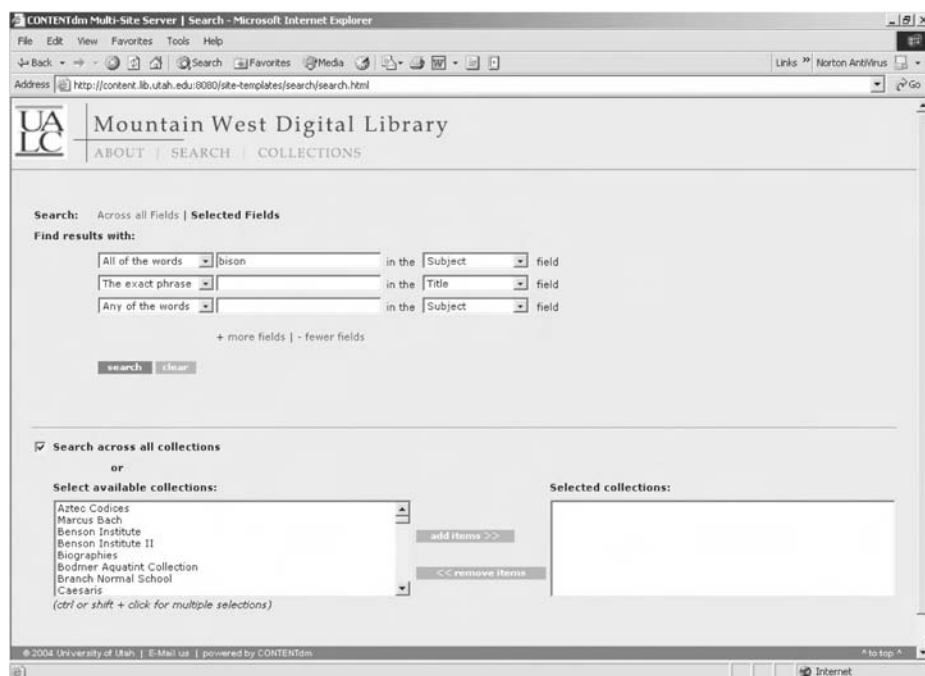 CONTENTdm Multi-Site Server | Search - Microsoft Internet Explorer
File Edit View Favorites Tools Help
Back Search Favorites Media Links » Norton AntiVirus
Address http://content.lib.utah.edu:8080/site-templates/search/search.html Go
UA
LC
Mountain West Digital Library
ABOUT | SEARCH | COLLECTIONS
Search: Across all Fields | Selected Fields
Find results with:
All of the words bison in the Subject field
The exact phrase in the Title field
Any of the words in the Subject field
+ more fields | - fewer fields
search clear
Search across all collections
or
Select available collections: Selected collections:
Aztec Codices
Marcus Bach
Benson Institute
Benson Institute II
Biographies
Bodmer Aquatint Collection
Branch Normal School
Caesaris
add items >>
<< remove items
(ctrl or shift + click for multiple selections)
© 2004 University of Utah | E-Mail us | powered by CONTENTdm ^ to top ^
Internet